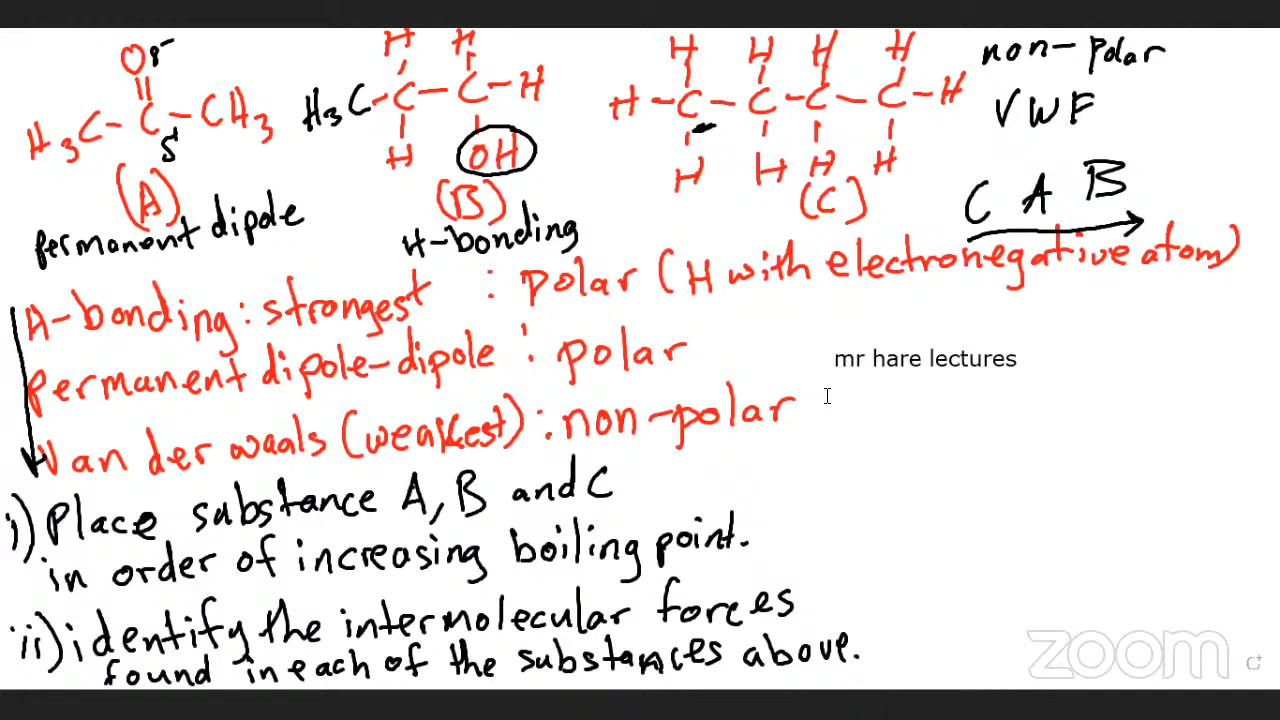 H H H H H H non-polar
Oδ-
H3C-C-CH3 H3C-C-C-H H-C-C-C-C-H VWF
δ+
H OH H H H H
(A) (B) (C) C A B
permanent dipole H-bonding
H-bonding: strongest : polar (H with electronegative atom)
Permanent dipole-dipole : polar
mr hare lectures
Van der waals (weakest): non-polar
i) Place substance A, B and C
in order of increasing boiling point.
ii) identify the intermolecular forces
found in each of the substances above.
zoom